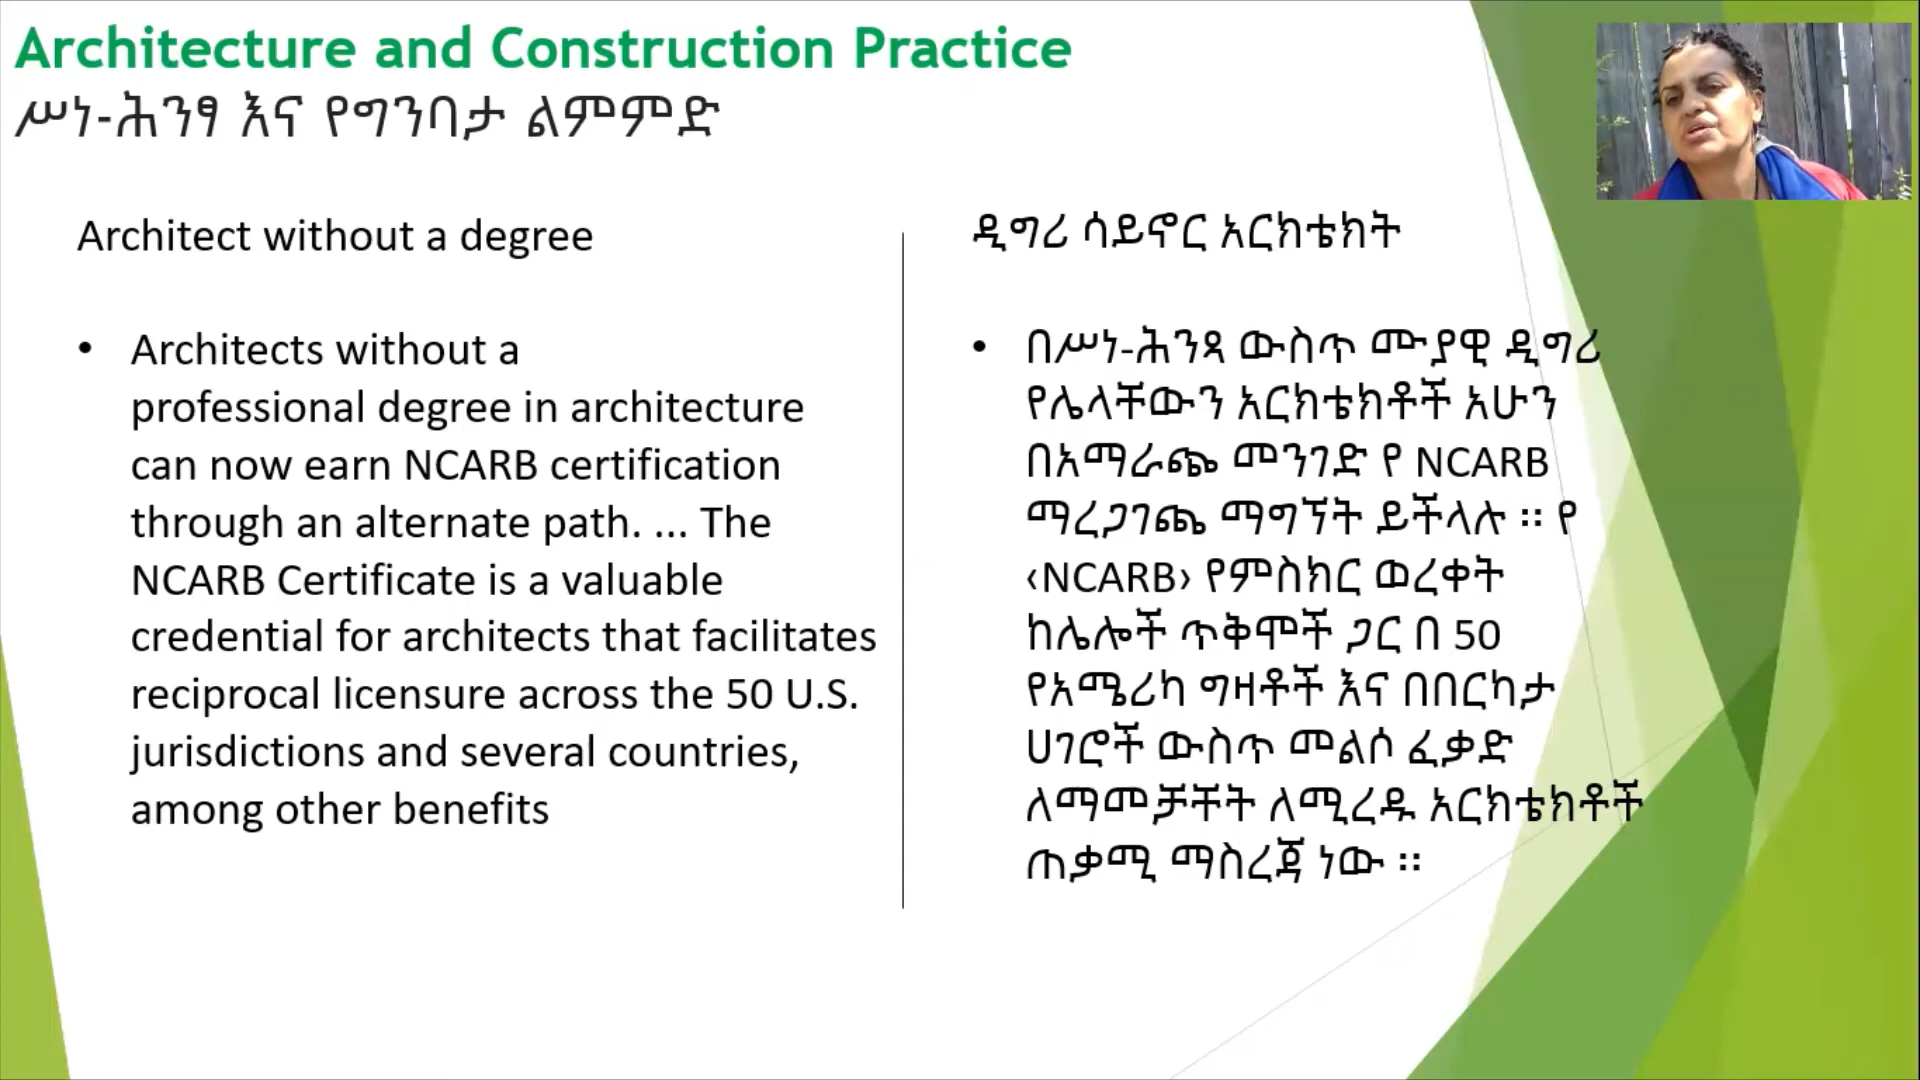 Architecture and Construction Practice
ሥነ-ሕንፃ እና የግንባታ ልምምድ
Architect without a degree
• Architects without a
professional degree in architecture
can now earn NCARB certification
through an alternate path. ... The
NCARB Certificate is a valuable
credential for architects that facilitates
reciprocal licensure across the 50 U.S.
jurisdictions and several countries,
among other benefits
ዲግሪ ሳይኖር አርክቴክት
• በሥነ-ሕንጻ ውስጥ ሙያዊ ዲግሪ
የሌላቸውን አርክቴክቶች አሁን
በአማራጭ መንገድ የ NCARB
ማረጋገጫ ማግኘት ይችላሉ ፡፡ የ
‹NCARB› የምስክር ወረቀት
ከሌሎች ጥቅሞች ጋር በ 50
የአሜሪካ ግዛቶች እና በበርካታ
ሀገሮች ውስጥ መልሶ ፈቃድ
ለማመቻቸት ለሚረዱ አርክቴክቶች
ጠቃሚ ማስረጃ ነው ፡፡